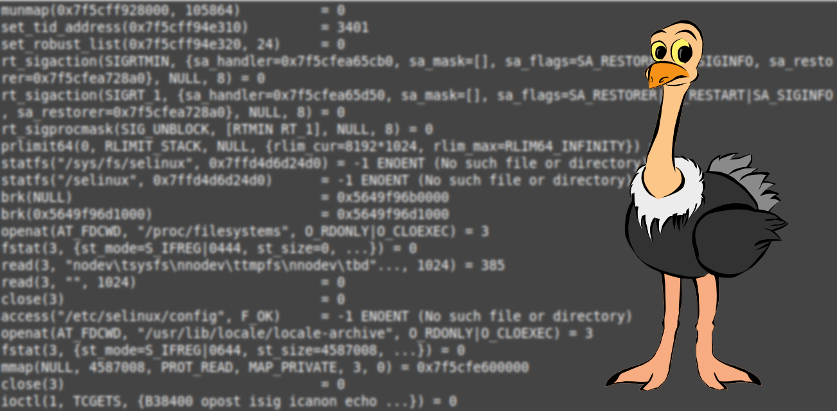 munmap(0x7f5cff928000, 105864) = 0
set_tid_address(0x7f5cff94e310) = 3401
set_robust_list(0x7f5cff94e320, 24) = 0
rt_sigaction(SIGRTMIN, {sa_handler=0x7f5cfea65cb0, sa_mask=[], sa_flags=SA_RESTOR SIGINFO, sa_resto
rer=0x7f5cfea728a0}, NULL, 8) = 0
rt_sigaction(SIGRT_1, {sa_handler=0x7f5cfea65d50, sa_mask=[], sa_flags=SA_RESTORER| _RESTART|SA_SIGINFO
, sa_restorer=0x7f5cfea728a0}, NULL, 8) = 0
rt_sigprocmask(SIG_UNBLOCK, [RTMIN RT_1], NULL, 8) = 0
prlimit64(0, RLIMIT_STACK, NULL, {rlim_cur=8192*1024, rlim_max=RLIM64_INFINITY})
statfs("/sys/fs/selinux", 0x7ffd4d6d24d0) = -1 ENOENT (No such file or directory)
statfs("/selinux", 0x7ffd4d6d24d0) = -1 ENOENT (No such file or directory)
brk(NULL) = 0x5649f96b0000
brk(0x5649f96d1000) = 0x5649f96d1000
openat(AT_FDCWD, "/proc/filesystems", O_RDONLY|O_CLOEXEC) = 3
fstat(3, {st_mode=S_IFREG|0444, st_size=0, ...}) = 0
read(3, "nodev\tsysfs\nnodev\ttmpfs\nnodev\tbd"..., 1024) = 385
read(3, "", 1024) = 0
close(3) = 0
access("/etc/selinux/config", F_OK) = -1 ENOENT (No such file or directory)
openat(AT_FDCWD, "/usr/lib/locale/locale-archive", O_RDONLY|O_CLOEXEC) = 3
fstat(3, {st_mode=S_IFREG|0644, st_size=4587008, ...}) = 0
mmap(NULL, 4587008, PROT_READ, MAP_PRIVATE, 3, 0) = 0x7f5cfe600000
close(3) = 0
ioctl(1, TCGETS, {B38400 opost isig icanon echo ...}) = 0